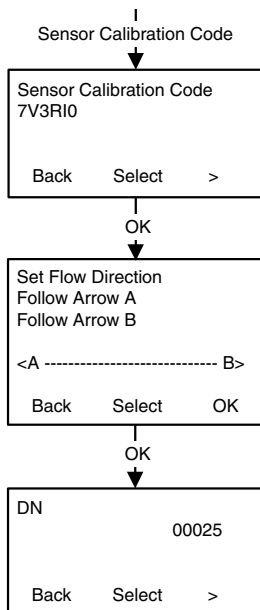 Sensor Calibration Code
Sensor Calibration Code
7V3RI0
Back Select >
OK
Set Flow Direction
Follow Arrow A
Follow Arrow B
<A ----------------------------- B>
Back Select OK
OK
DN
00025
Back Select >